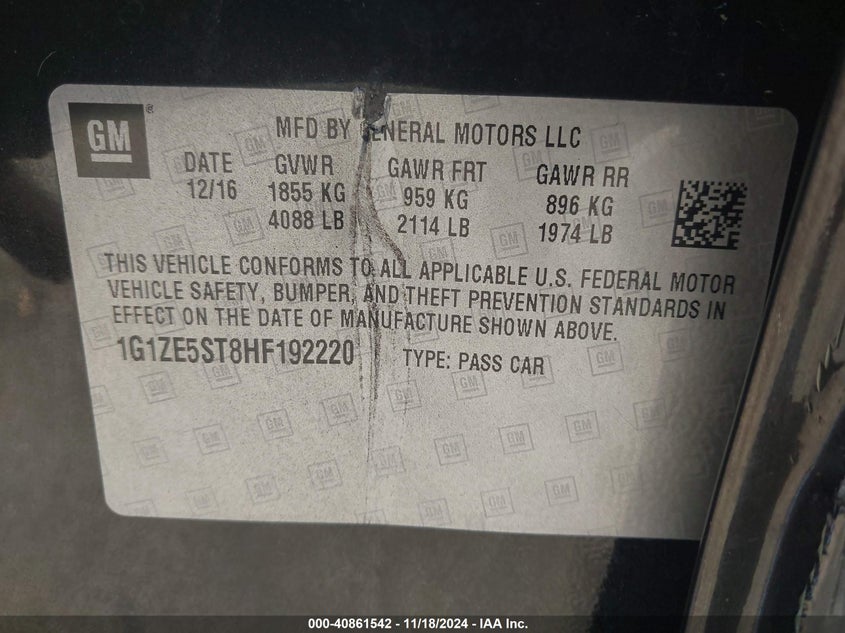 GM
MFD BY GENERAL MOTORS LLC
DATE GVWR GAWR FRT GAWR RR
12/16 1855 KG 959 KG 896 KG
4088 LB 2114 LB 1974 LB
THIS VEHICLE CONFORMS TO ALL APPLICABLE U.S. FEDERAL MOTOR
VEHICLE SAFETY, BUMPER, AND THEFT PREVENTION STANDARDS IN
EFFECT ON THE DATE OF MANUFACTURE SHOWN ABOVE.
1G1ZE5ST8HF192220 TYPE: PASS CAR
000-40861542 - 11/18/2024 - IAA Inc.